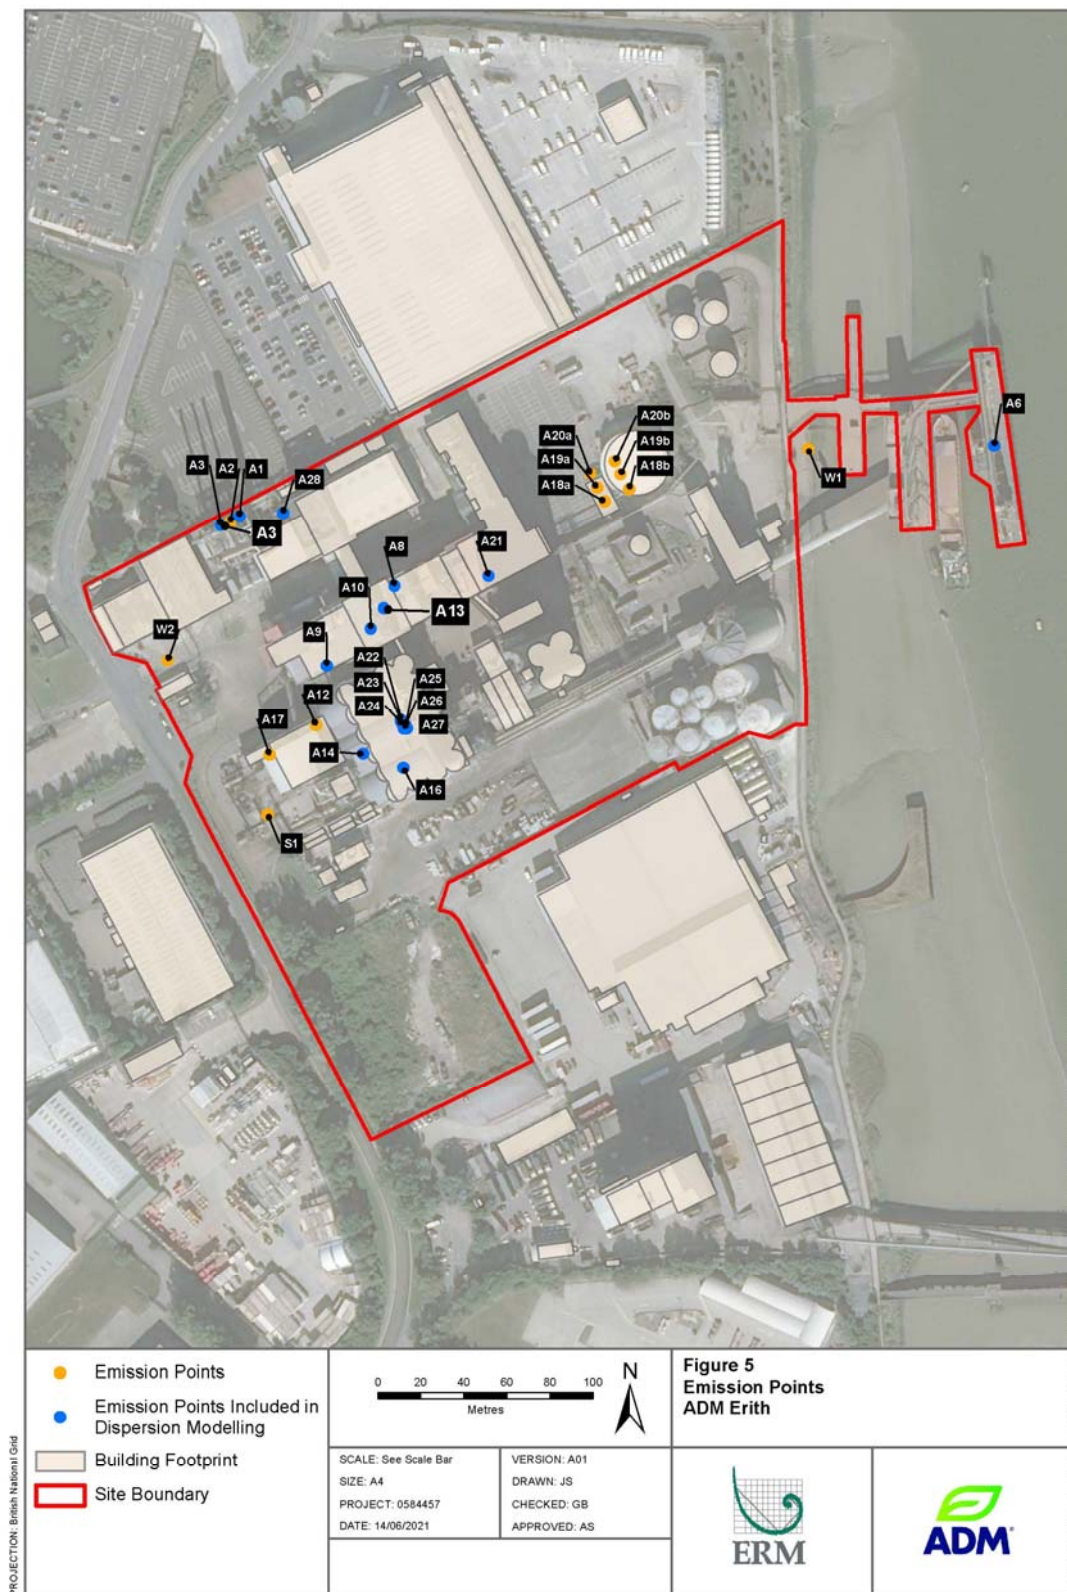 A20b
A20a
A19b
A19a
A18b
A18a
A6
W1
A3
A2
A1
A28
A3
A8
A21
A10
A13
W2
A9
A22
A25
A23
A26
A24
A27
A12
A17
A14
A16
S1
Emission Points
Emission Points Included in
Dispersion Modelling
Building Footprint
Site Boundary
0 20 40 60 80 100
Metres
N
Figure 5
Emission Points
ADM Erith
SCALE: See Scale Bar
VERSION: A01
SIZE: A4
DRAWN: JS
PROJECT: 0584457
CHECKED: GB
DATE: 14/06/2021
APPROVED: AS
ERM
ADM
PROJECTION: British National Grid